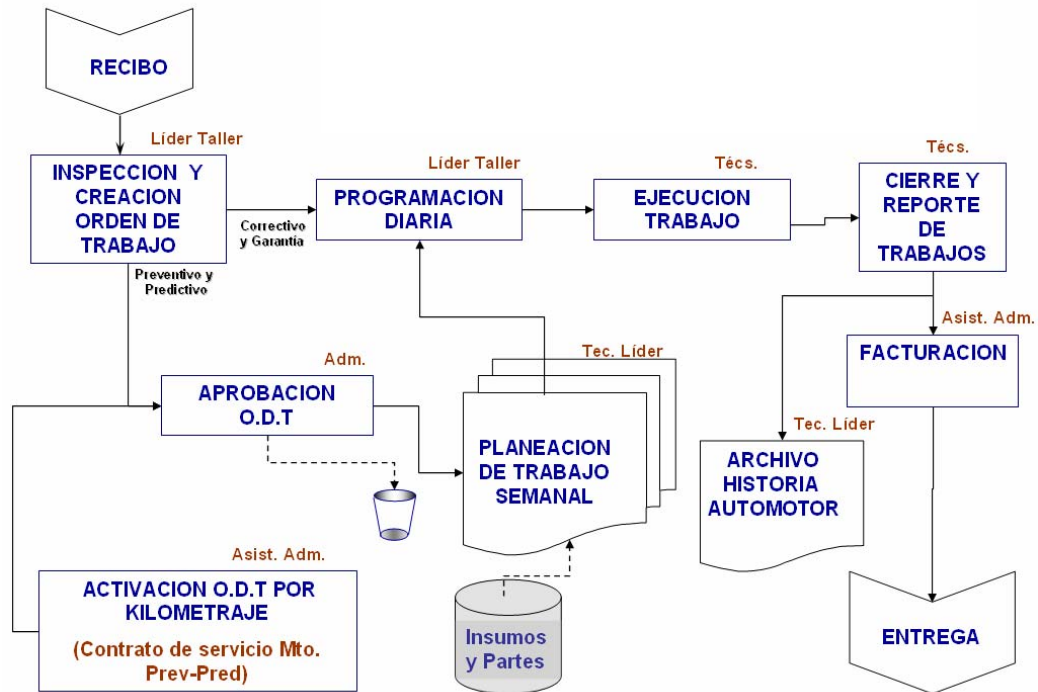 RECIBO
Líder Taller
INSPECCION Y
CREACION
ORDEN DE
TRABAJO
Correctivo
y Garantía
Preventivo y
Predictivo
Líder Taller
PROGRAMACION
DIARIA
Técs.
EJECUCION
TRABAJO
Técs.
CIERRE Y
REPORTE
DE
TRABAJOS
Asist. Adm.
FACTURACION
Adm.
APROBACION
O.D.T
Tec. Líder
PLANEACION
DE TRABAJO
SEMANAL
Tec. Líder
ARCHIVO
HISTORIA
AUTOMOTOR
Asist. Adm.
ACTIVACION O.D.T POR
KILOMETRAJE
(Contrato de servicio Mto.
Prev-Pred)
Insumos
y Partes
ENTREGA